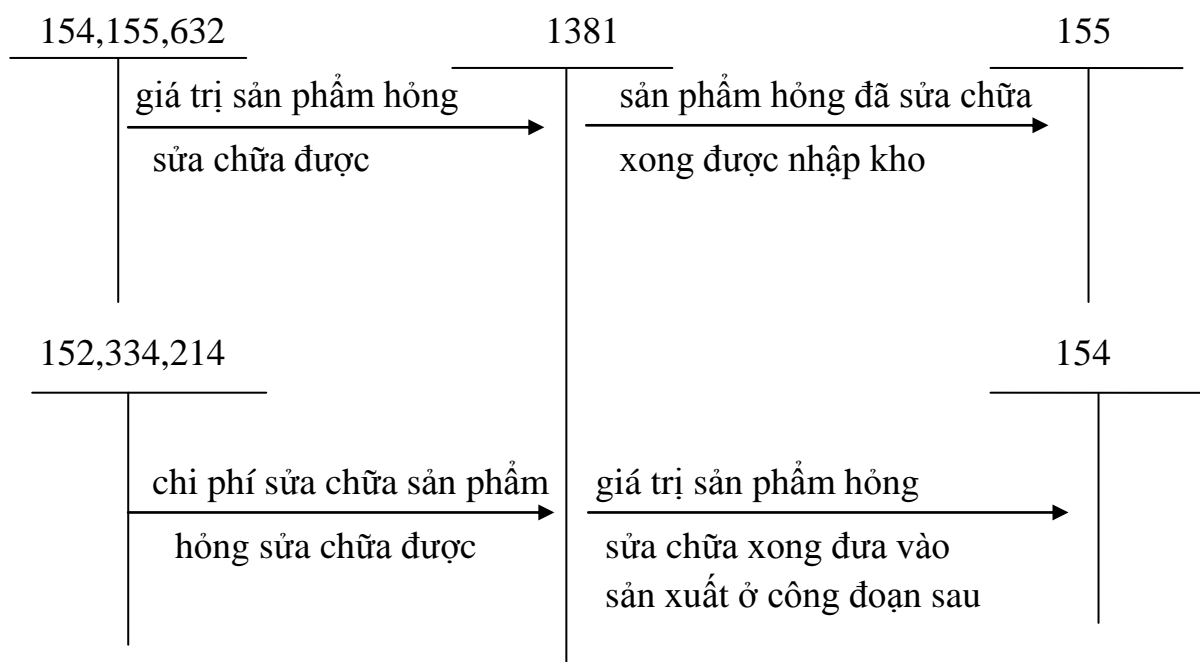 154,155,632
1381
155
giá trị sản phẩm hỏng
sửa chữa được
sản phẩm hỏng đã sửa chữa
xong được nhập kho
152,334,214
154
chi phí sửa chữa sản phẩm
hỏng sửa chữa được
giá trị sản phẩm hỏng
sửa chữa xong đưa vào
sản xuất ở công đoạn sau